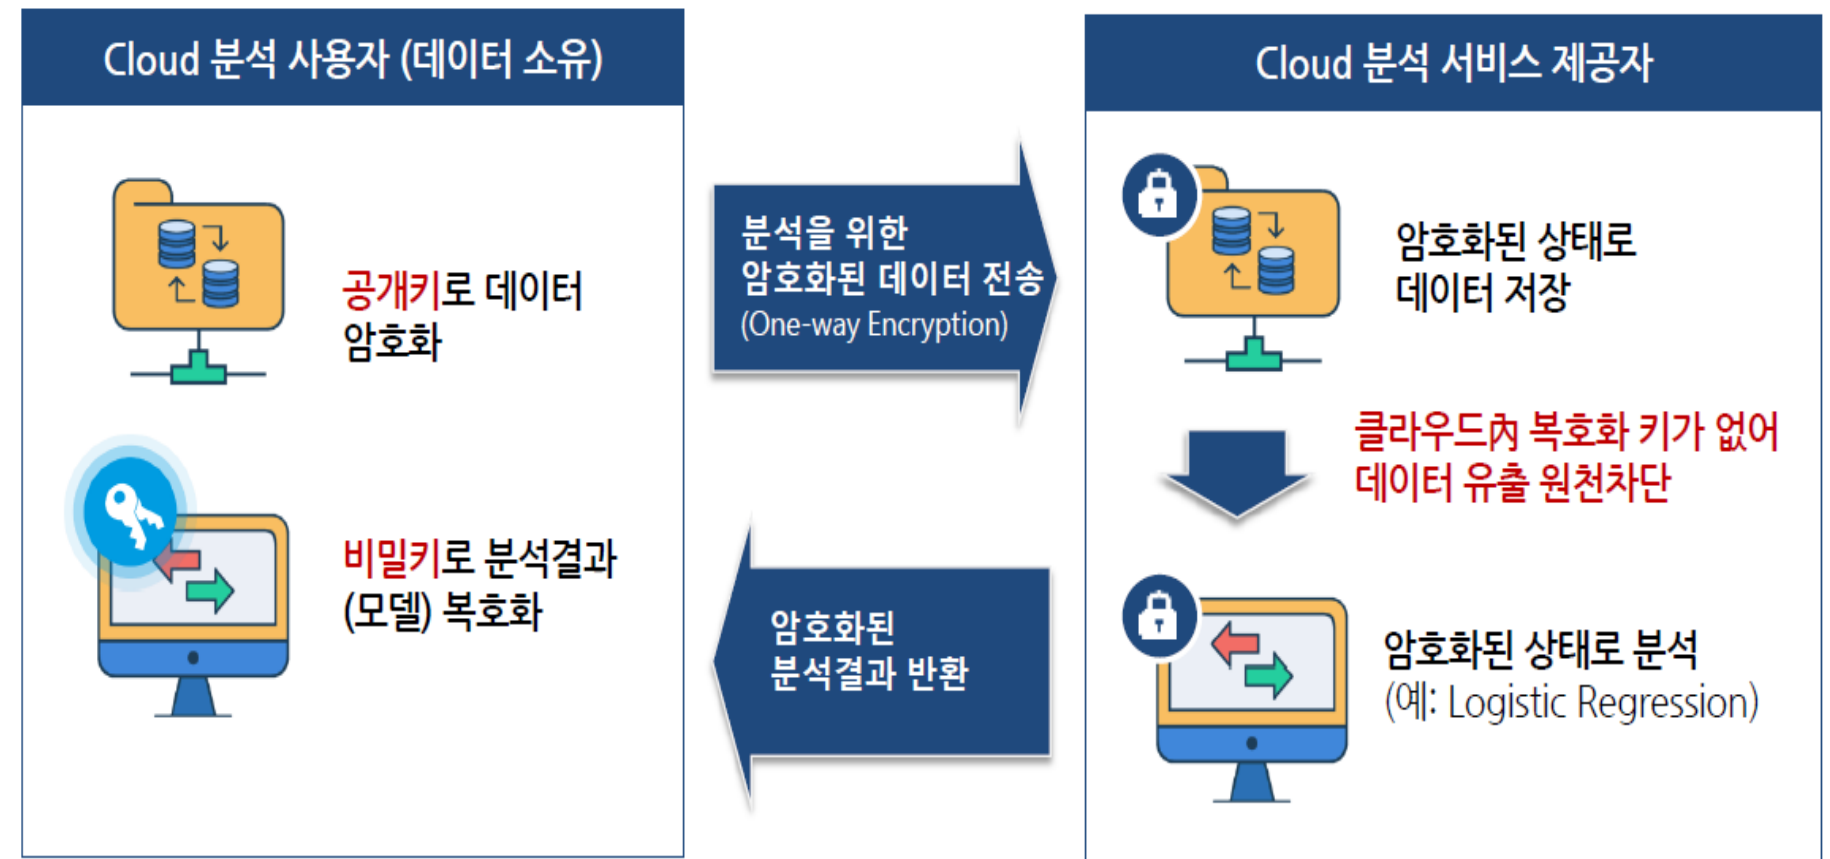 Cloud 분석 사용자 (데이터 소유)
공개키로 데이터
암호화
비밀키로 분석결과
(모델) 복호화
분석을 위한
암호화된 데이터 전송
(One-way Encryption)
암호화된
분석결과 반환
Cloud 분석 서비스 제공자
암호화된 상태로
데이터 저장
클라우드內 복호화 키가 없어
데이터 유출 원천차단
암호화된 상태로 분석
(예: Logistic Regression)